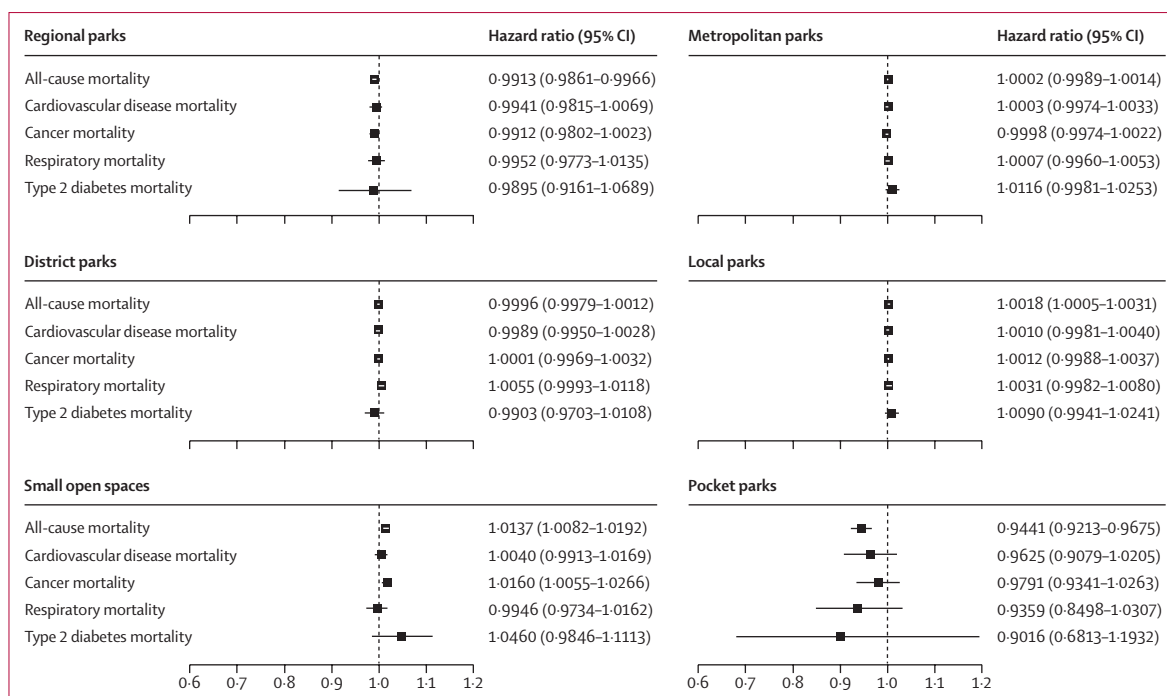 Regional parks Hazard ratio (95% CI)
All-cause mortality 0·9913 (0·9861–0·9966)
Cardiovascular disease mortality 0·9941 (0·9815–1·0069)
Cancer mortality 0·9912 (0·9802–1·0023)
Respiratory mortality 0·9952 (0·9773–1·0135)
Type 2 diabetes mortality 0·9895 (0·9161–1·0689)
0·6 0·7 0·8 0·9 1·0 1·1 1·2
Metropolitan parks Hazard ratio (95% CI)
1·0002 (0·9989–1·0014)
1·0003 (0·9974–1·0033)
0·9998 (0·9974–1·0022)
1·0007 (0·9960–1·0053)
1·0116 (0·9981–1·0253)
District parks
All-cause mortality 0·9996 (0·9979–1·0012)
Cardiovascular disease mortality 0·9989 (0·9950–1·0028)
Cancer mortality 1·0001 (0·9969–1·0032)
Respiratory mortality 1·0055 (0·9993–1·0118)
Type 2 diabetes mortality 0·9903 (0·9703–1·0108)
Local parks
1·0018 (1·0005–1·0031)
1·0010 (0·9981–1·0040)
1·0012 (0·9988–1·0037)
1·0031 (0·9982–1·0080)
1·0090 (0·9941–1·0241)
Small open spaces
All-cause mortality 1·0137 (1·0082–1·0192)
Cardiovascular disease mortality 1·0040 (0·9913–1·0169)
Cancer mortality 1·0160 (1·0055–1·0266)
Respiratory mortality 0·9946 (0·9734–1·0162)
Type 2 diabetes mortality 1·0460 (0·9846–1·1113)
Pocket parks
0·9441 (0·9213–0·9675)
0·9625 (0·9079–1·0205)
0·9791 (0·9341–1·0263)
0·9359 (0·8498–1·0307)
0·9016 (0·6813–1·1932)
0·6 0·7 0·8 0·9 1·0 1·1 1·2